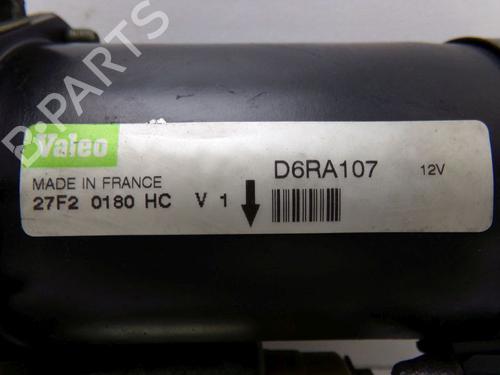 B-PARTS
Valeo
MADE IN FRANCE
27F2 0180 HC V 1
D6RA107 12V